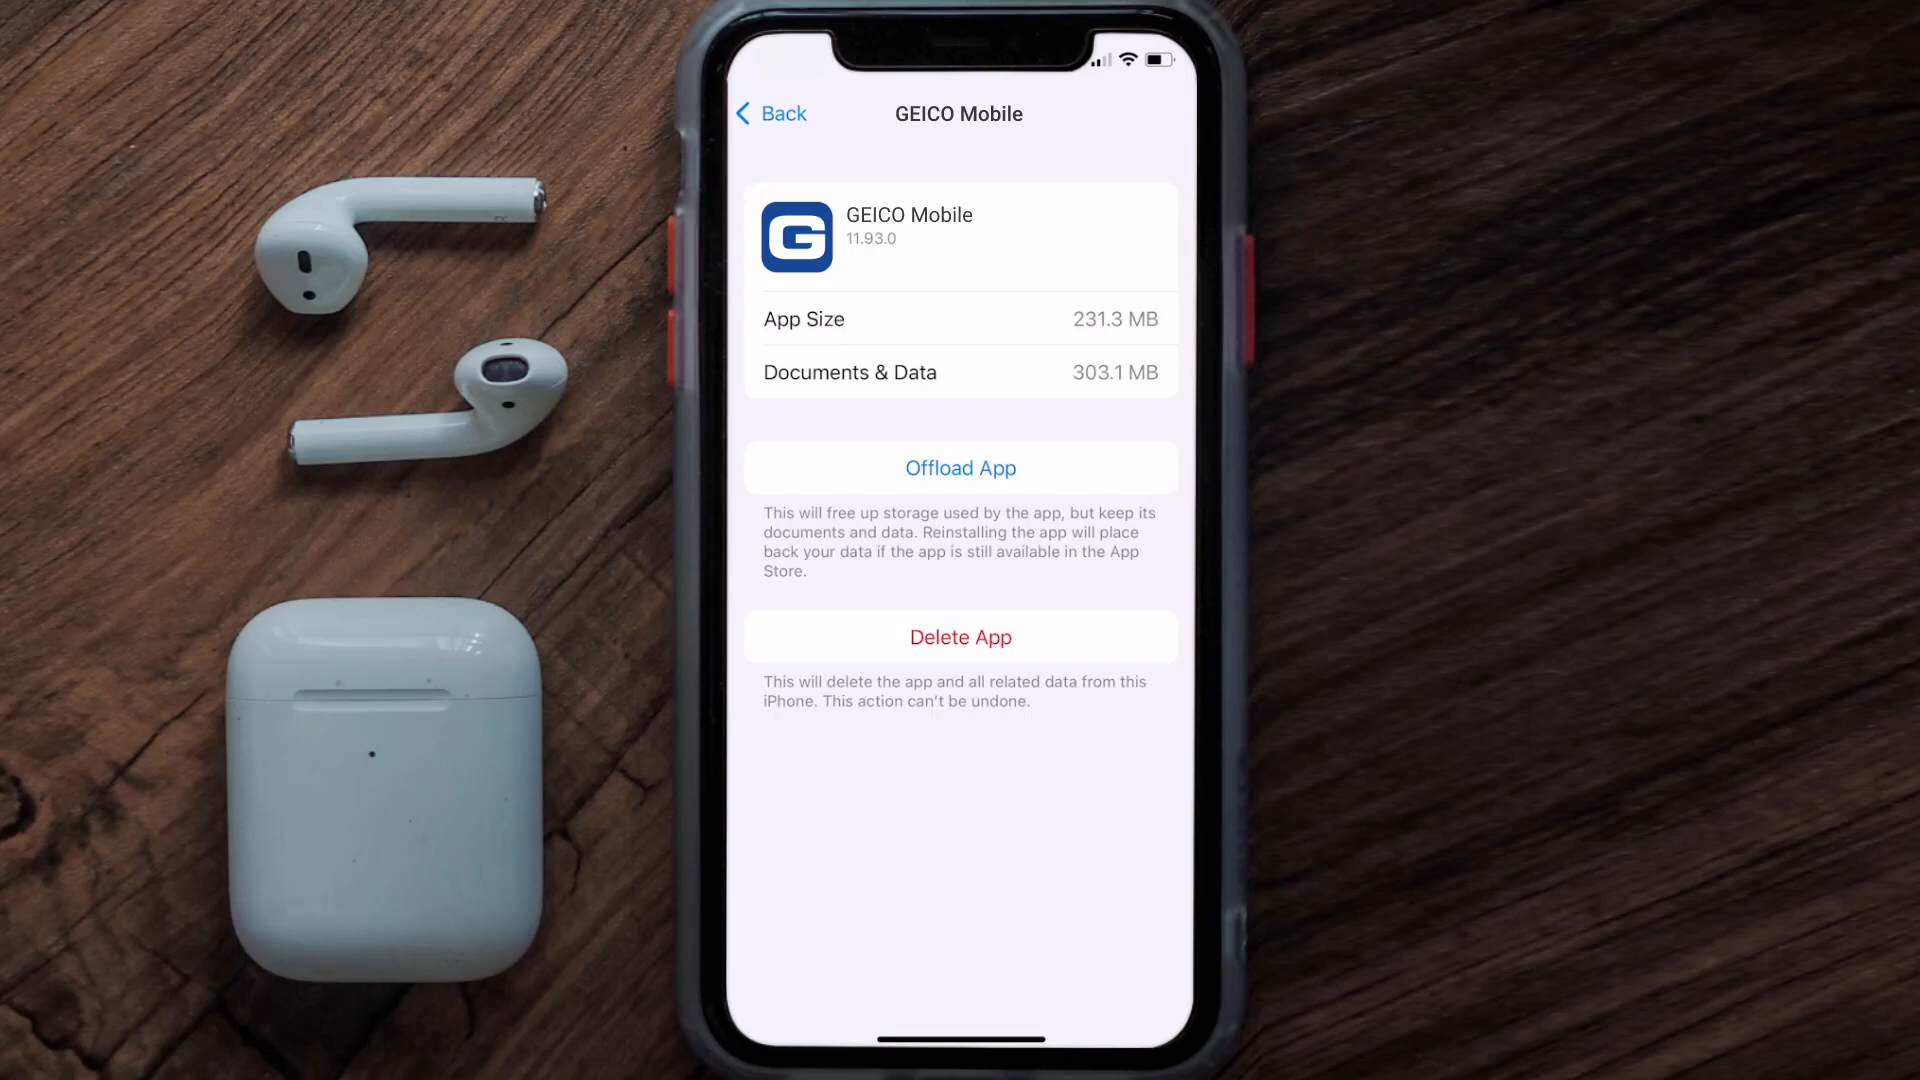 Back
GEICO Mobile
G
GEICO Mobile
11.93.0
App Size 231.3 MB
Documents & Data 303.1 MB
Offload App
This will free up storage used by the app, but keep its
documents and data. Reinstalling the app will place
back your data if the app is still available in the App
Store.
Delete App
This will delete the app and all related data from this
iPhone. This action can't be undone.